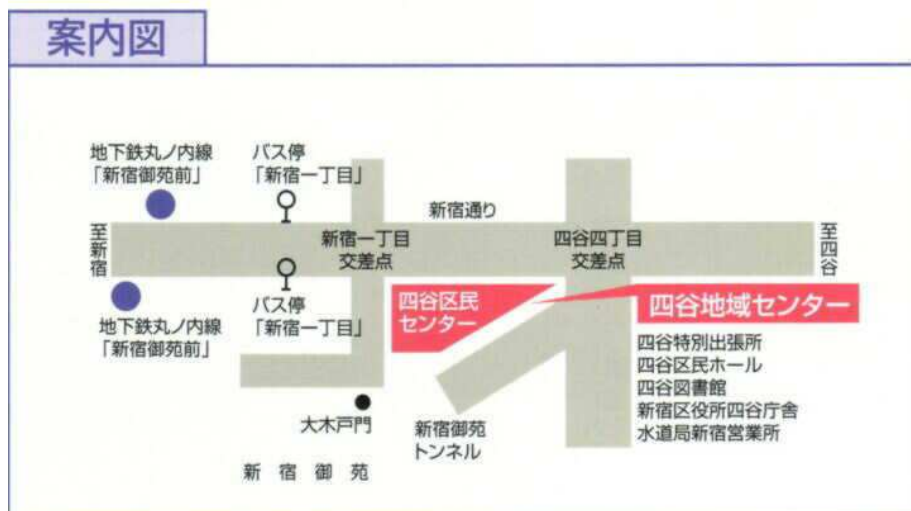 案内図
地下鉄丸ノ内線
「新宿御苑前」
バス停
「新宿一丁目」
新宿通り
至新宿
新宿一丁目
交差点
四谷四丁目
交差点
至四谷
地下鉄丸ノ内線
「新宿御苑前」
バス停
「新宿一丁目」
四谷区民
センター
四谷地域センター
四谷特別出張所
四谷区民ホール
四谷図書館
新宿区役所四谷庁舎
水道局新宿営業所
大木戸門
新宿御苑
トンネル
新宿御苑